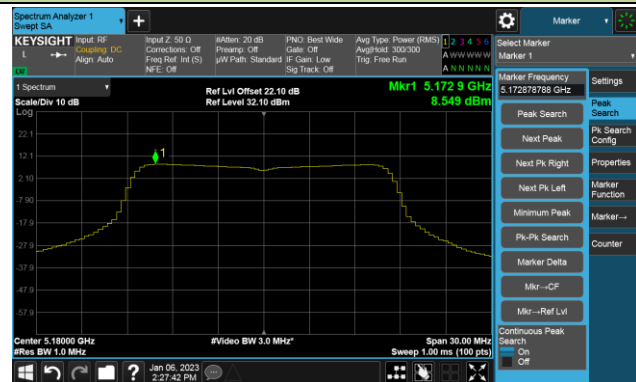 Spectrum Analyzer 1
Swept SA
Marker
KEYSIGHT
L
LW
Input: RF
Coupling: DC
Align: Auto
Input Z: 50 Ω
Corrections: Off
Freq Ref: Int (S)
NFE: Off
#Atten: 20 dB
Preamp: Off
µW Path: Standard
PNO: Best Wide
Gate: Off
IF Gain: Low
Sig Track: Off
Avg Type: Power (RMS)
Avg|Hold: 300/300
Trig: Free Run
1 2 3 4 5 6
A W W W W W
A N N N N N
Select Marker
Marker 1
1 Spectrum
Scale/Div 10 dB
Ref Lvl Offset 22.10 dB
Ref Level 32.10 dBm
Mkr1 5.172 9 GHz
8.549 dBm
Log
22.1
12.1
2.10
-7.90
-17.9
-27.9
-37.9
-47.9
-57.9
1
Center 5.18000 GHz
#Res BW 1.0 MHz
#Video BW 3.0 MHz*
Span 30.00 MHz
Sweep 1.00 ms (100 pts)
Marker Frequency
5.172878788 GHz
Peak Search
Next Peak
Next Pk Right
Next Pk Left
Minimum Peak
Pk-Pk Search
Marker Delta
Mkr→CF
Mkr→Ref Lvl
Continuous Peak
Search
On
Off
Settings
Peak
Search
Pk Search
Config
Properties
Marker
Function
Marker→
Counter
?
Jan 06, 2023
2:27:42 PM